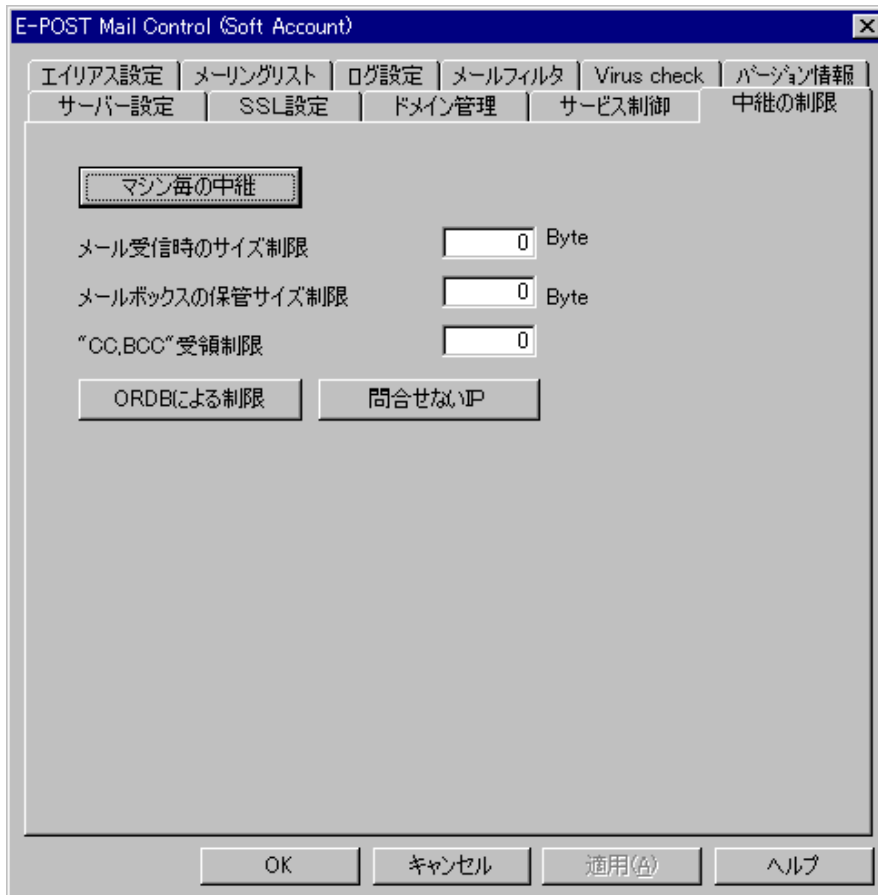 E-POST Mail Control (Soft Account)
エイリアス設定 メーリングリスト ログ設定 メールフィルタ Virus check バージョン情報
サーバー設定 SSL設定 ドメイン管理 サービス制御 中継の制限
マシン毎の中継
メール受信時のサイズ制限 0 Byte
メールボックスの保管サイズ制限 0 Byte
"CC,BCC"受領制限 0
ORDBによる制限 問合せないIP
OK キャンセル 適用(A) ヘルプ